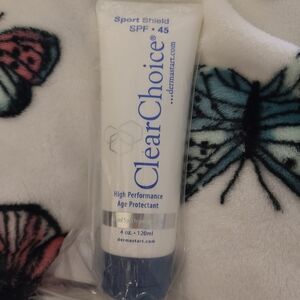 Sport Shield
SPF • 45
ClearChoice®
...dermastart.com
High Performance
Age Protectant
4 oz. • 120ml
dermastart.com